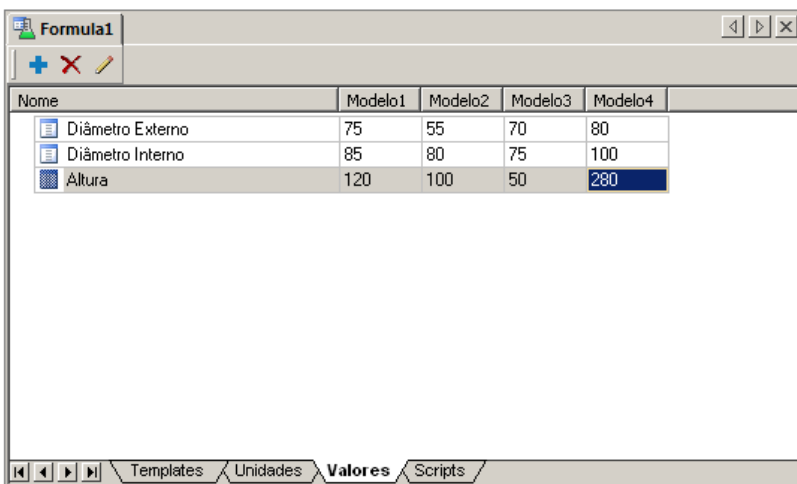 Formula1
Nome Modelo1 Modelo2 Modelo3 Modelo4
Diâmetro Externo 75 55 70 80
Diâmetro Interno 85 80 75 100
Altura 120 100 50 280
Templates Unidades Valores Scripts